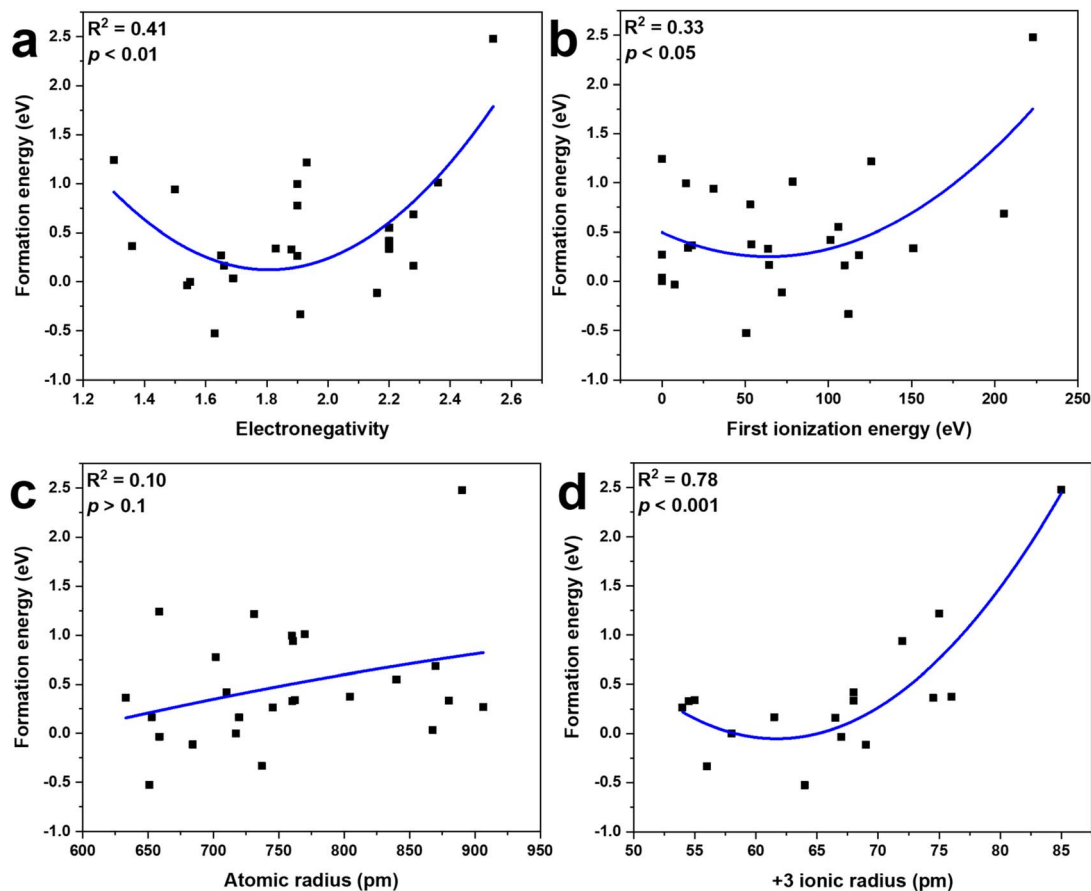 a
R² = 0.41
p < 0.01
Formation energy (eV)
2.5
2.0
1.5
1.0
0.5
0.0
-0.5
-1.0
1.2 1.4 1.6 1.8 2.0 2.2 2.4 2.6
Electronegativity
b
R² = 0.33
p < 0.05
Formation energy (eV)
2.5
2.0
1.5
1.0
0.5
0.0
-0.5
-1.0
0 50 100 150 200 250
First ionization energy (eV)
c
R² = 0.10
p > 0.1
Formation energy (eV)
2.5
2.0
1.5
1.0
0.5
0.0
-0.5
-1.0
600 650 700 750 800 850 900 950
Atomic radius (pm)
d
R² = 0.78
p < 0.001
Formation energy (eV)
2.5
2.0
1.5
1.0
0.5
0.0
-0.5
-1.0
50 55 60 65 70 75 80 85
+3 ionic radius (pm)